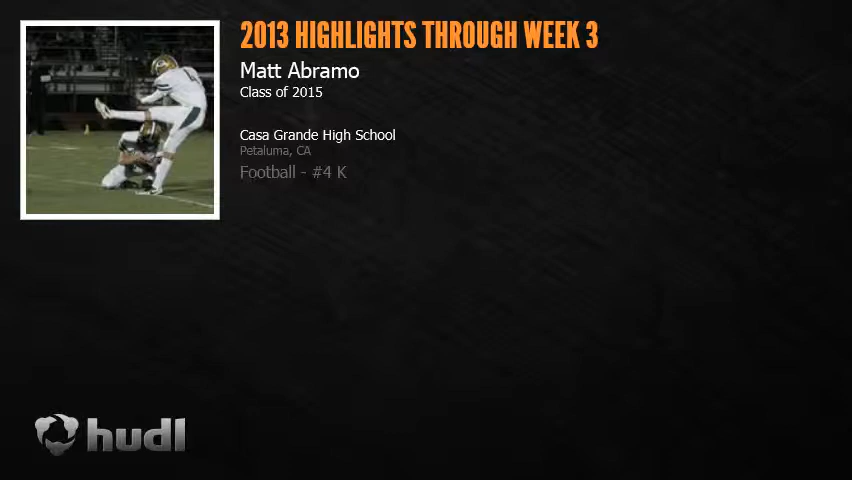 2013 HIGHLIGHTS THROUGH WEEK 3
Matt Abramo
Class of 2015
Casa Grande High School
Petaluma, CA
Football - #4 K
hudl